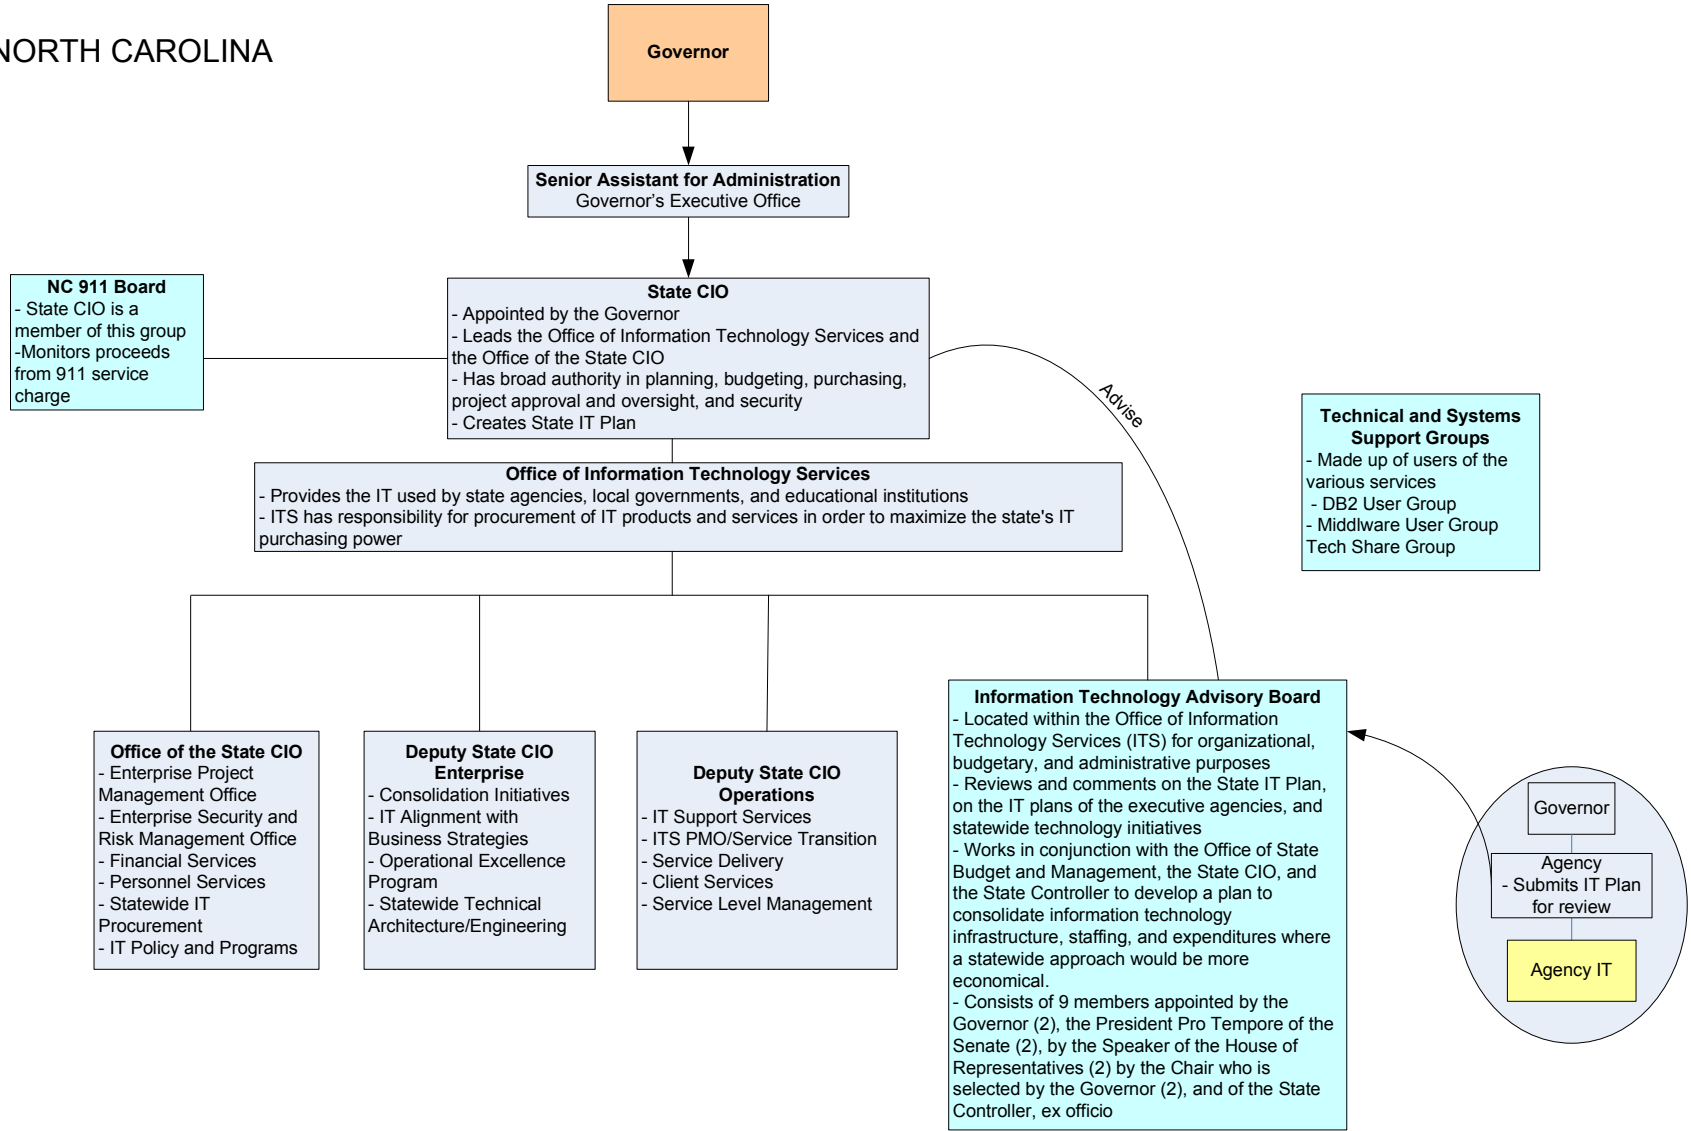 NORTH CAROLINA
Governor
Senior Assistant for Administration
Governor's Executive Office
NC 911 Board
- State CIO is a
member of this group
-Monitors proceeds
from 911 service
charge
State CIO
- Appointed by the Governor
- Leads the Office of Information Technology Services and
the Office of the State CIO
- Has broad authority in planning, budgeting, purchasing,
project approval and oversight, and security
- Creates State IT Plan
Advise
Technical and Systems
Support Groups
- Made up of users of the
various services
- DB2 User Group
- Middlware User Group
Tech Share Group
Office of Information Technology Services
- Provides the IT used by state agencies, local governments, and educational institutions
- ITS has responsibility for procurement of IT products and services in order to maximize the state's IT
purchasing power
Office of the State CIO
- Enterprise Project
Management Office
- Enterprise Security and
Risk Management Office
- Financial Services
- Personnel Services
- Statewide IT
Procurement
- IT Policy and Programs
Deputy State CIO
Enterprise
- Consolidation Initiatives
- IT Alignment with
Business Strategies
- Operational Excellence
Program
- Statewide Technical
Architecture/Engineering
Deputy State CIO
Operations
- IT Support Services
- ITS PMO/Service Transition
- Service Delivery
- Client Services
- Service Level Management
Information Technology Advisory Board
- Located within the Office of Information
Technology Services (ITS) for organizational,
budgetary, and administrative purposes
- Reviews and comments on the State IT Plan,
on the IT plans of the executive agencies, and
statewide technology initiatives
- Works in conjunction with the Office of State
Budget and Management, the State CIO, and
the State Controller to develop a plan to
consolidate information technology
infrastructure, staffing, and expenditures where
a statewide approach would be more
economical.
- Consists of 9 members appointed by the
Governor (2), the President Pro Tempore of the
Senate (2), by the Speaker of the House of
Representatives (2) by the Chair who is
selected by the Governor (2), and of the State
Controller, ex officio
Governor
Agency
- Submits IT Plan
for review
Agency IT